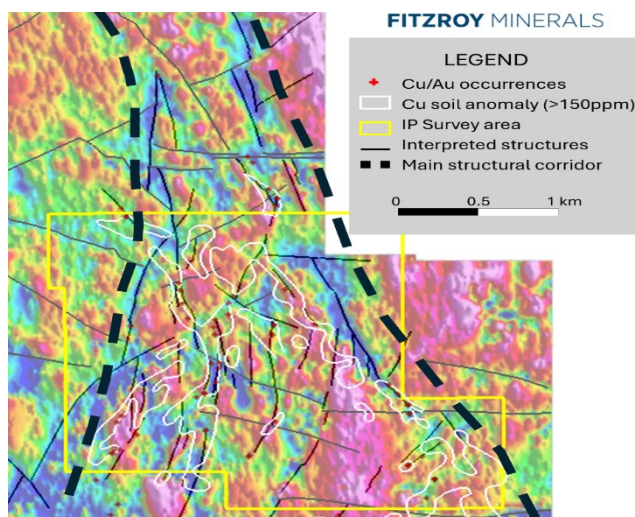 FITZROY MINERALS
LEGEND
Cu/Au occurrences
Cu soil anomaly (>150ppm)
IP Survey area
Interpreted structures
Main structural corridor
0 0.5 1 km